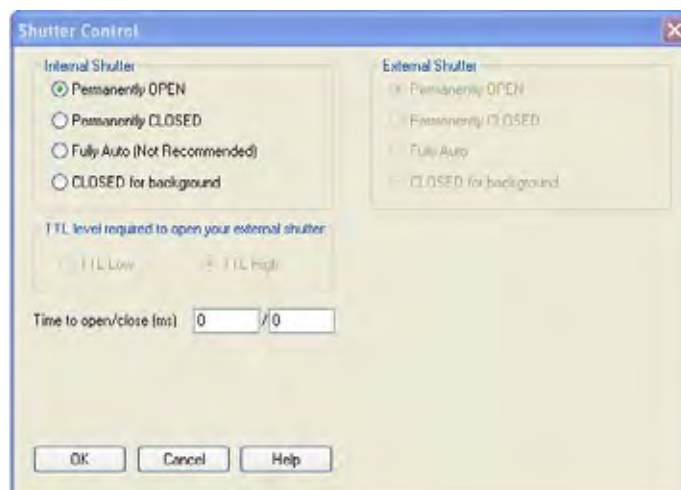 Shutter Control
Internal Shutter
Permanently OPEN
Permanently CLOSED
Fully Auto (Not Recommended)
CLOSED for background
External Shutter
Permanently OPEN
Permanently CLOSED
Fully Auto
CLOSED for background
TTL level required to open your external shutter
TTL Low TTL High
Time to open/close (ms) 0 / 0
OK Cancel Help